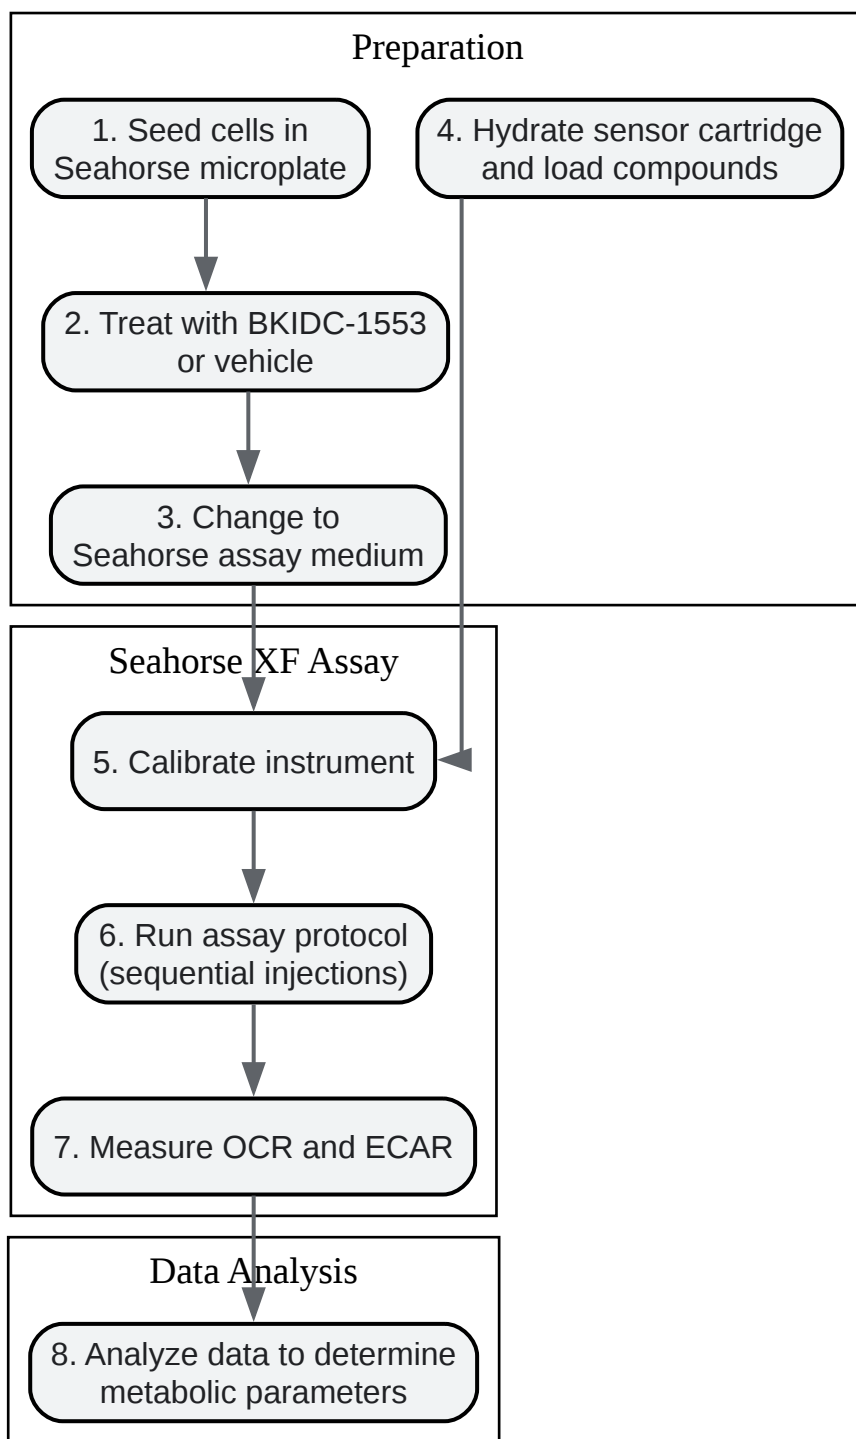 Preparation
1. Seed cells in
Seahorse microplate
4. Hydrate sensor cartridge
and load compounds
2. Treat with BKIDC-1553
or vehicle
3. Change to
Seahorse assay medium
Seahorse XF Assay
5. Calibrate instrument
6. Run assay protocol
(sequential injections)
7. Measure OCR and ECAR
Data Analysis
8. Analyze data to determine
metabolic parameters